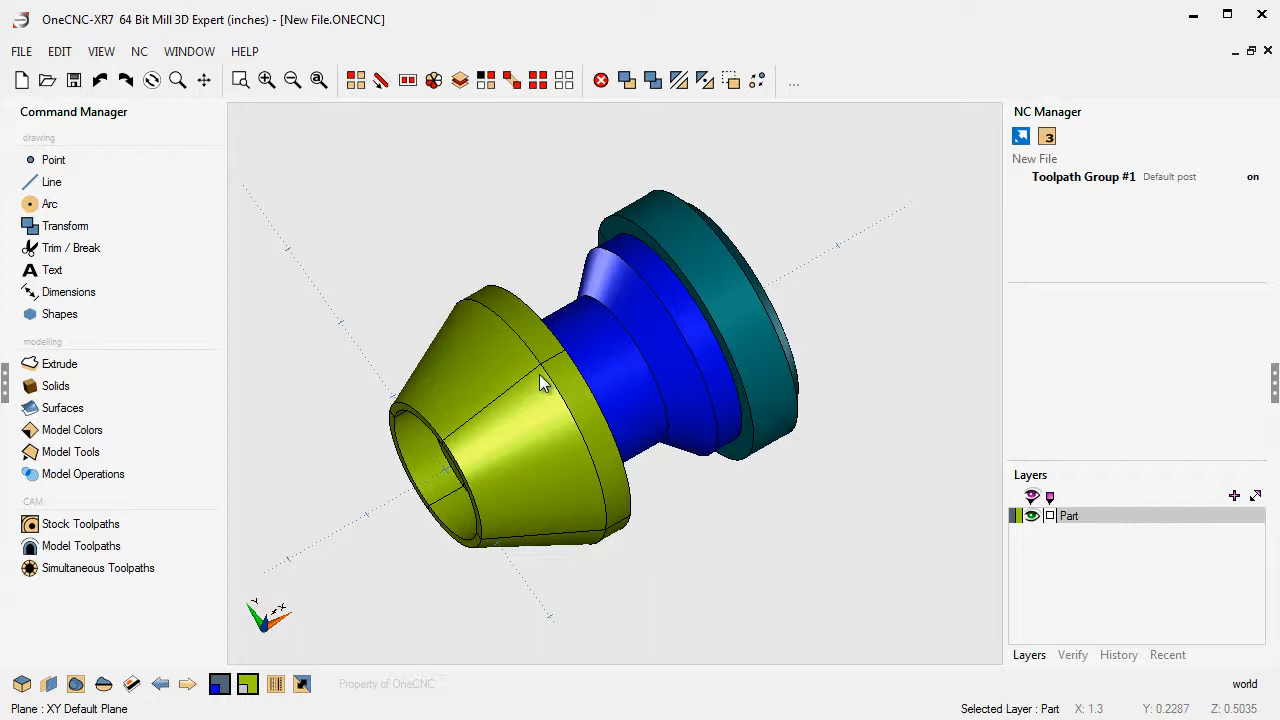 OneCNC-XR7 64 Bit Mill 3D Expert (inches) - [New File.ONECNC]
FILE EDIT VIEW NC WINDOW HELP
Command Manager
drawing
Point
Line
Arc
Transform
Trim / Break
Text
Dimensions
Shapes
modelling
Extrude
Solids
Surfaces
Model Colors
Model Tools
Model Operations
CAM
Stock Toolpaths
Model Toolpaths
Simultaneous Toolpaths
NC Manager
3
New File
Toolpath Group #1 Default post on
Layers
Part
Layers Verify History Recent
Property of OneCNC
world
Plane : XY Default Plane
Selected Layer : Part X: 1.3 Y: 0.2287 Z: 0.5035